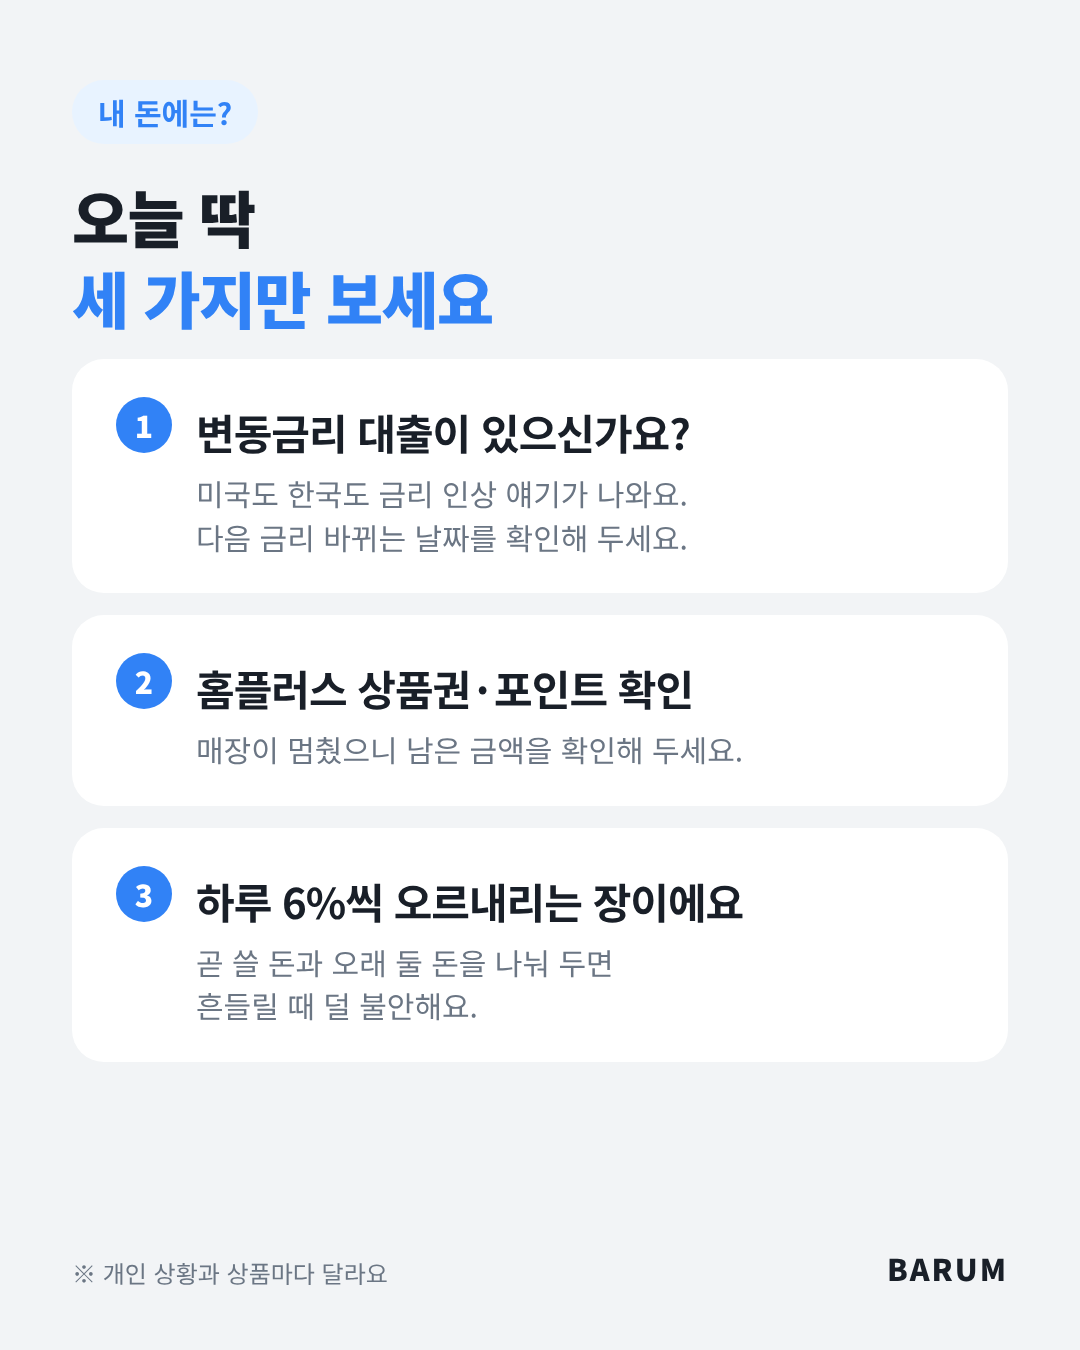 내 돈에는?
오늘 딱
세 가지만 보세요
1 변동금리 대출이 있으신가요?
미국도 한국도 금리 인상 얘기가 나와요.
다음 금리 바뀌는 날짜를 확인해 두세요.
2 홈플러스 상품권·포인트 확인
매장이 멈췄으니 남은 금액을 확인해 두세요.
3 하루 6%씩 오르내리는 장이에요
곧 쓸 돈과 오래 둘 돈을 나눠 두면
흔들릴 때 덜 불안해요.
※ 개인 상황과 상품마다 달라요
BARUM